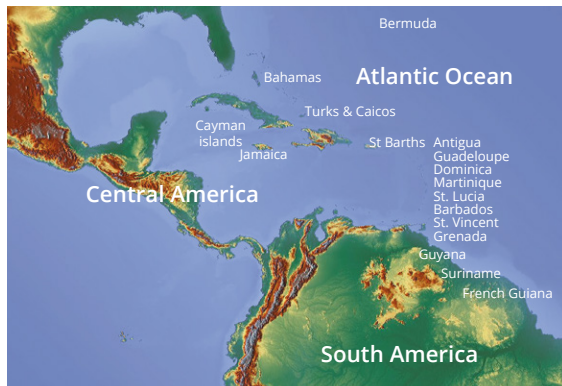 Bermuda
Atlantic Ocean
Bahamas
Turks & Caicos
Cayman
islands
Jamaica
St Barths
Antigua
Guadeloupe
Dominica
Martinique
St. Lucia
Barbados
St. Vincent
Grenada
Central America
Guyana
Suriname
French Guiana
South America